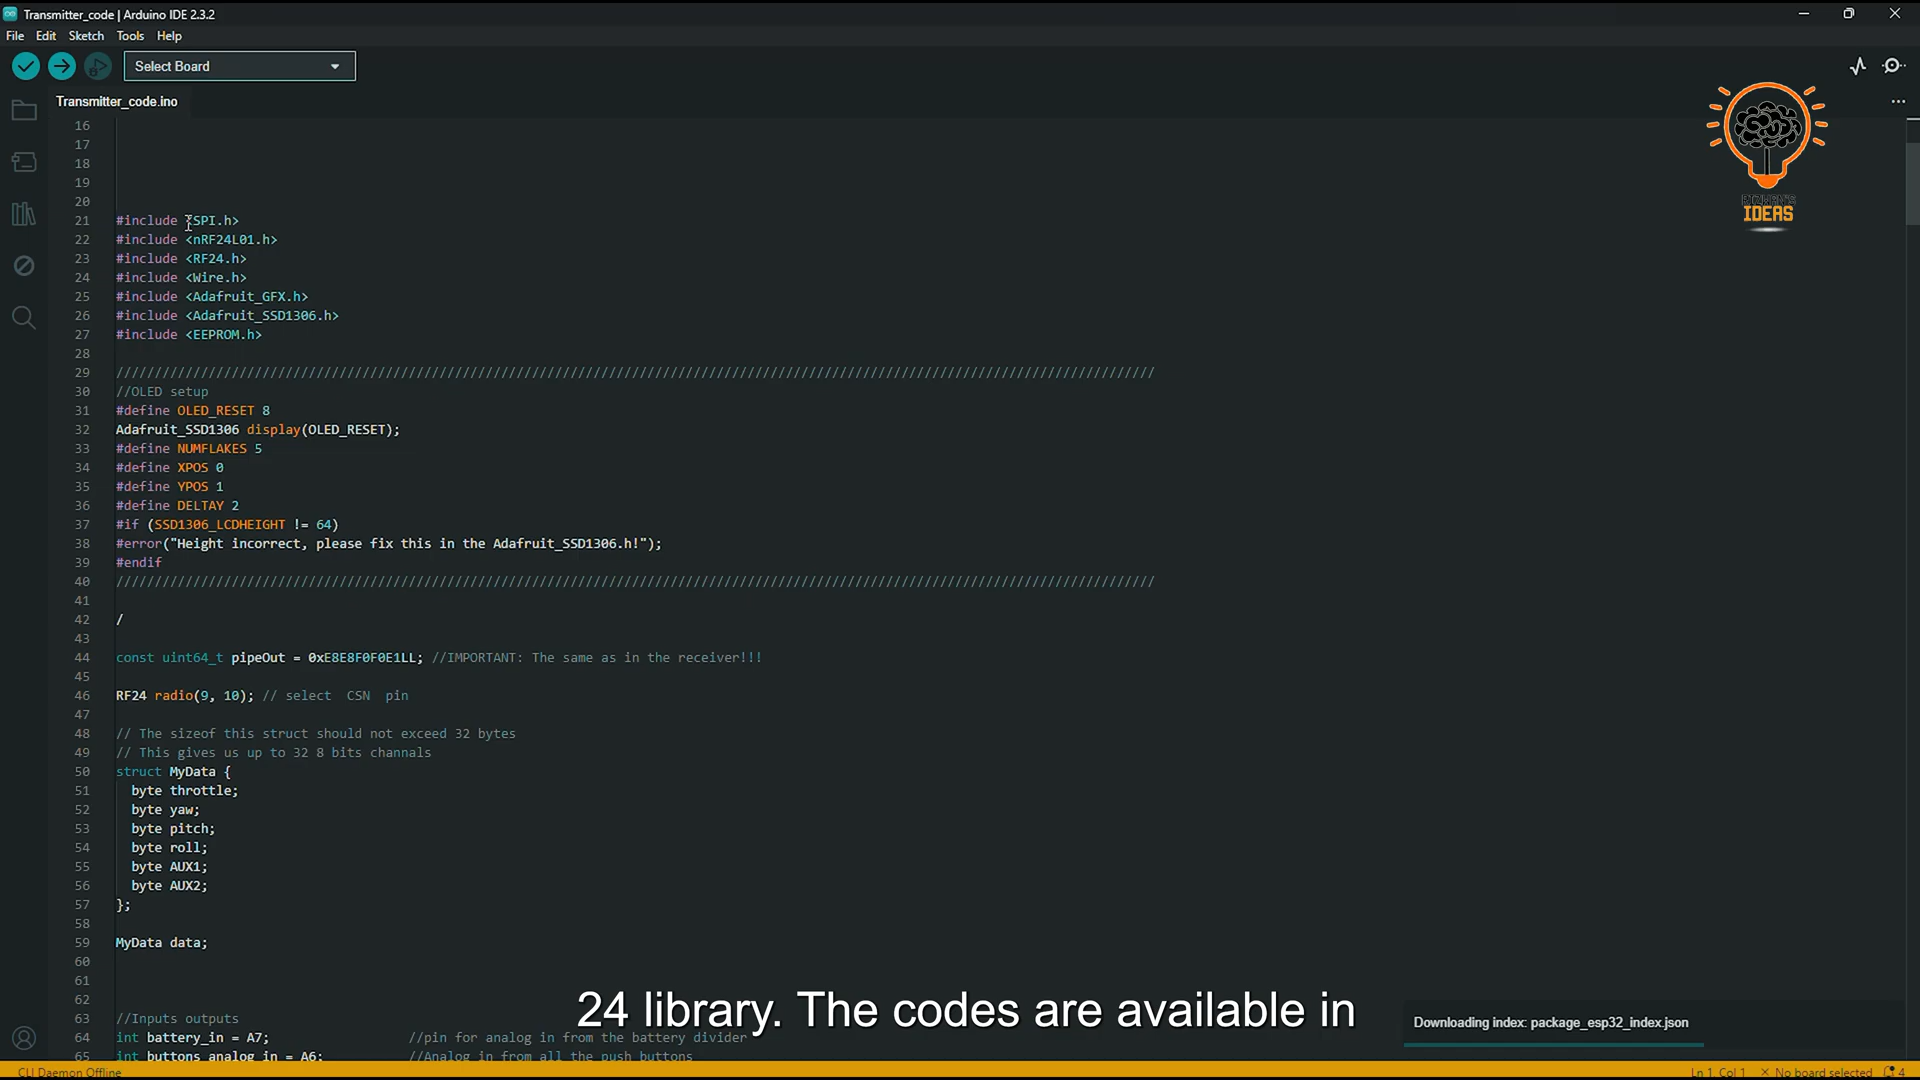 Transmitter_code | Arduino IDE 2.3.2
File Edit Sketch Tools Help
Select Board
Transmitter_code.ino
16
17
18
19
20
21 #include <SPI.h>
22 #include <nRF24L01.h>
23 #include <RF24.h>
24 #include <Wire.h>
25 #include <Adafruit_GFX.h>
26 #include <Adafruit_SSD1306.h>
27 #include <EEPROM.h>
28
29 ///////////////////////////////////////////////////////////////////////////////////////////////////////////////////////////////////////
30 //OLED setup
31 #define OLED_RESET 8
32 Adafruit_SSD1306 display(OLED_RESET);
33 #define NUMFLAKES 5
34 #define XPOS 0
35 #define YPOS 1
36 #define DELTAY 2
37 #if (SSD1306_LCDHEIGHT != 64)
38 #error("Height incorrect, please fix this in the Adafruit_SSD1306.h!");
39 #endif
40 ///////////////////////////////////////////////////////////////////////////////////////////////////////////////////////////////////////
41
42 /
43
44 const uint64_t pipeOut = 0xE8E8F0F0E1LL; //IMPORTANT: The same as in the receiver!!!
45
46 RF24 radio(9, 10); // select CSN pin
47
48 // The sizeof this struct should not exceed 32 bytes
49 // This gives us up to 32 8 bits channals
50 struct MyData {
51 byte throttle;
52 byte yaw;
53 byte pitch;
54 byte roll;
55 byte AUX1;
56 byte AUX2;
57 };
58
59 MyData data;
60
61
62
63 //Inputs outputs
64 int battery_in = A7; //pin for analog in from the battery divider
65 int buttons_analog_in = A6; //Analog in from all the push buttons
RIZWAN'S
IDEAS
24 library. The codes are available in
Downloading index: package_esp32_index.json
CLI Daemon Offline
Ln 1, Col 1 × No board selected 4